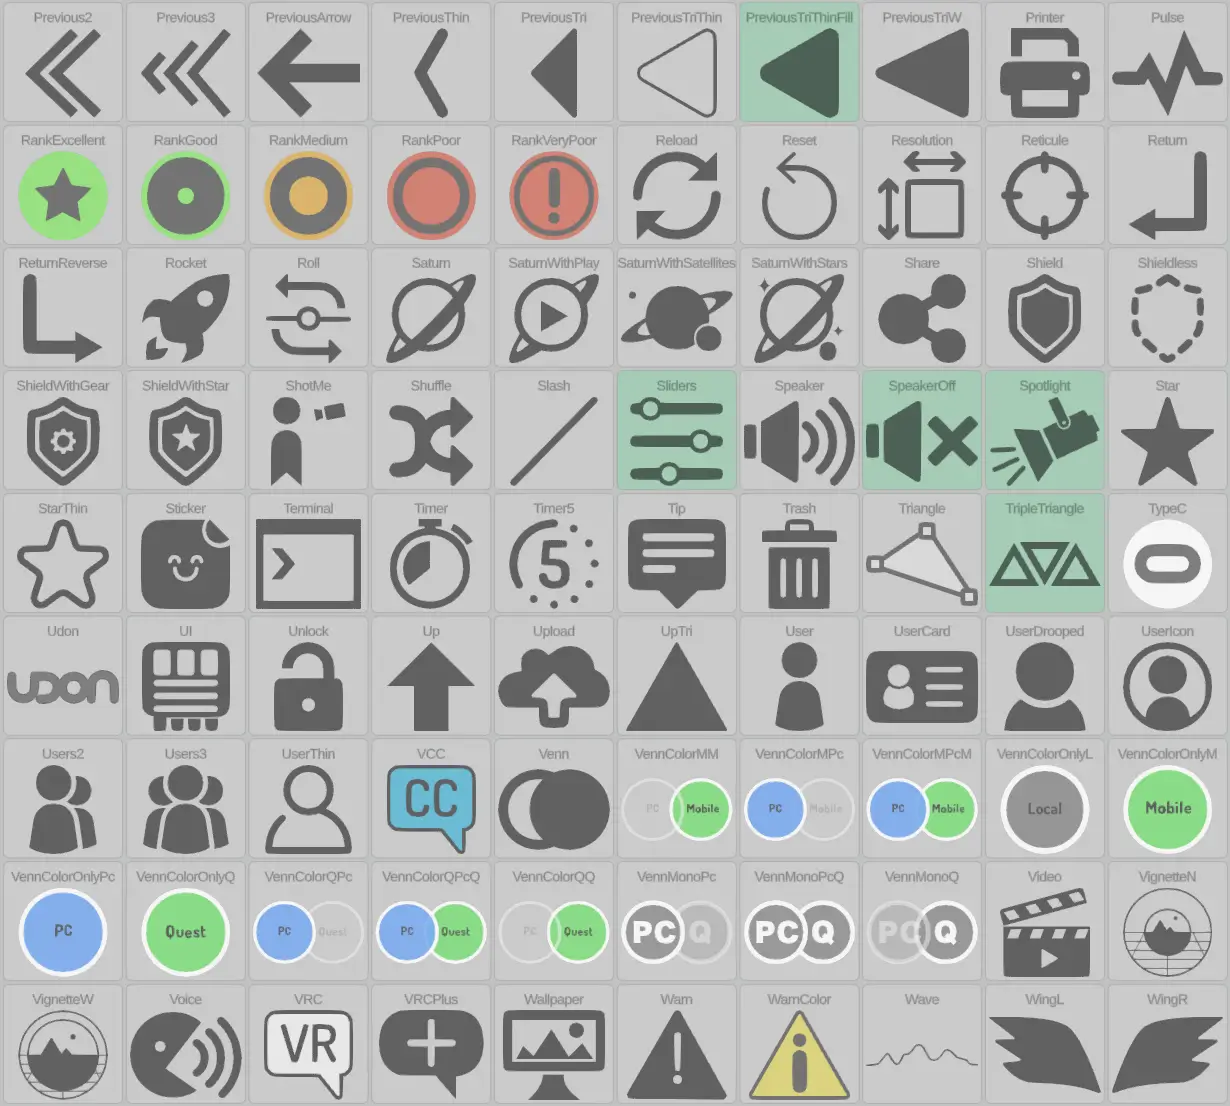 Previous2 Previous3 PreviousArrow PreviousThin PreviousTri PreviousTriThin PreviousTriThinFill PreviousTriW Printer Pulse
RankExcellent RankGood RankMedium RankPoor RankVeryPoor Reload Reset Resolution Reticule Return
ReturnReverse Rocket Roll Saturn SaturnWithPlay SaturnWithSatellites SaturnWithStars Share Shield Shieldless
ShieldWithGear ShieldWithStar ShotMe Shuffle Slash Sliders Speaker SpeakerOff Spotlight Star
StarThin Sticker Terminal Timer Timer5 Tip Trash Triangle TripleTriangle TypeC
5
Udon UI Unlock Up Upload UpTri User UserCard UserDrooped UserIcon
UDON
Users2 Users3 UserThin VCC Venn VennColorMM VennColorMPc VennColorMPcM VennColorOnlyL VennColorOnlyM
CC PC Mobile PC Mobile PC Mobile Local Mobile
VennColorOnlyPc VennColorOnlyQ VennColorQPc VennColorQPcQ VennColorQQ VennMonoPc VennMonoPcQ VennMonoQ Video VignetteN
PC Quest PC Quest PC Quest PC Quest PC Q PC Q PC Q
VignetteW Voice VRC VRCPlus Wallpaper Warn WarnColor Wave WingL WingR
VR